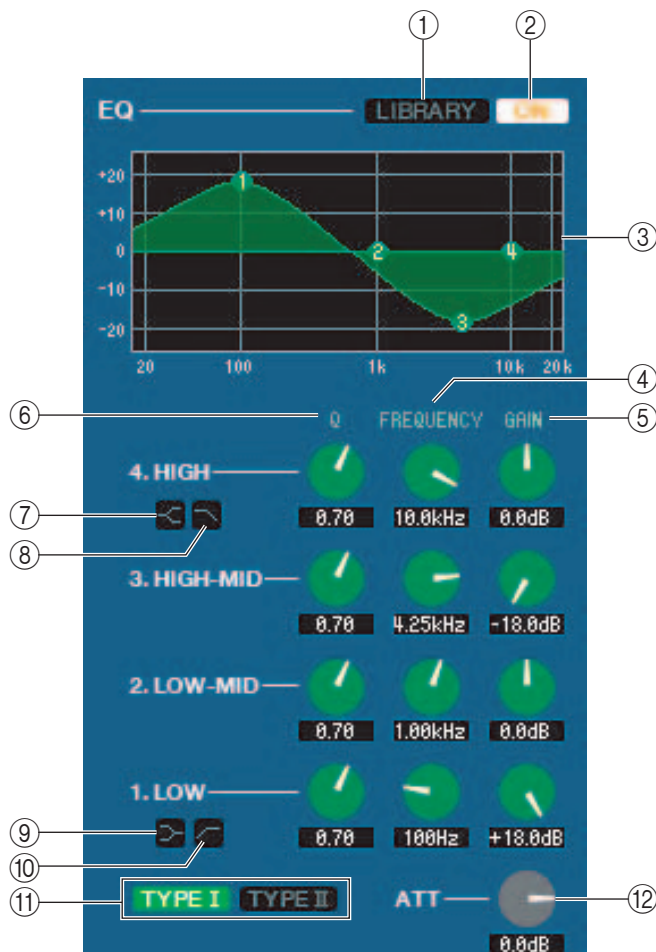 ① ②
EQ LIBRARY ON
+20
+10
0
-10
-20
1
2
4
3
③
20 100 1k 10k 20k
④
⑥ Q FREQUENCY GAIN ⑤
4. HIGH
⑦ 0.70 10.0kHz 0.0dB
⑧
3. HIGH-MID
0.70 4.25kHz -18.0dB
2. LOW-MID
0.70 1.00kHz 0.0dB
1. LOW
⑨ 0.70 100Hz +18.0dB
⑩
⑪ TYPE I TYPE II ATT ⑫
0.0dB